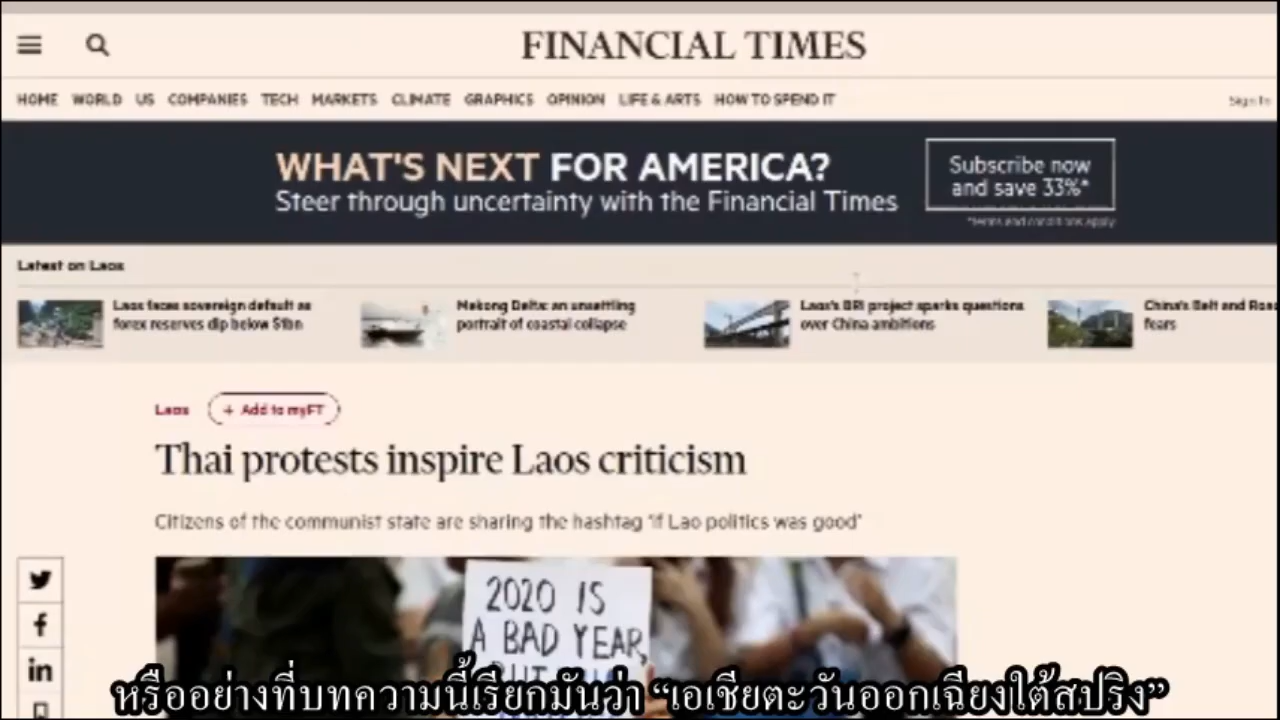 FINANCIAL TIMES
HOME WORLD US COMPANIES TECH MARKETS CLIMATE GRAPHICS OPINION LIFE & ARTS HOW TO SPEND IT Sign In
WHAT'S NEXT FOR AMERICA?
Steer through uncertainty with the Financial Times
Subscribe now
and save 33%*
*terms and conditions apply
Latest on Laos
Laos faces sovereign default as
forex reserves dip below $1bn
Mekong Delta: an unsettling
portrait of coastal collapse
Laos's BRI project sparks questions
over China ambitions
China's Belt and Roa
fears
Laos + Add to myFT
Thai protests inspire Laos criticism
Citizens of the communist state are sharing the hashtag 'if Lao politics was good'
2020 IS
A BAD YEAR,
หรืออย่างที่บทความนี้เรียกมันว่า “เอเชียตะวันออกเฉียงใต้สปริง”